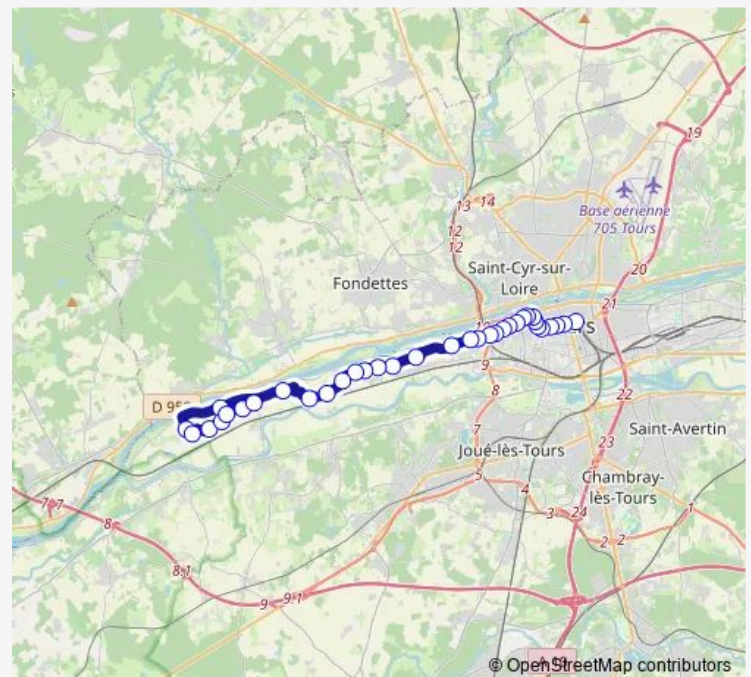 19
13 14
12
12
Base aérienne
705 Tours
Saint-Cyr-sur-
Loire
20
Fondettes
21
10
s
9
22
8
D 95
7
Joué-lès-Tours
23
Saint-Avertin
5
4
Chambray-
lès-Tours
3
24
1
2 2
7 7
8
8.1
9 9.1
© OpenStreetMap contributors